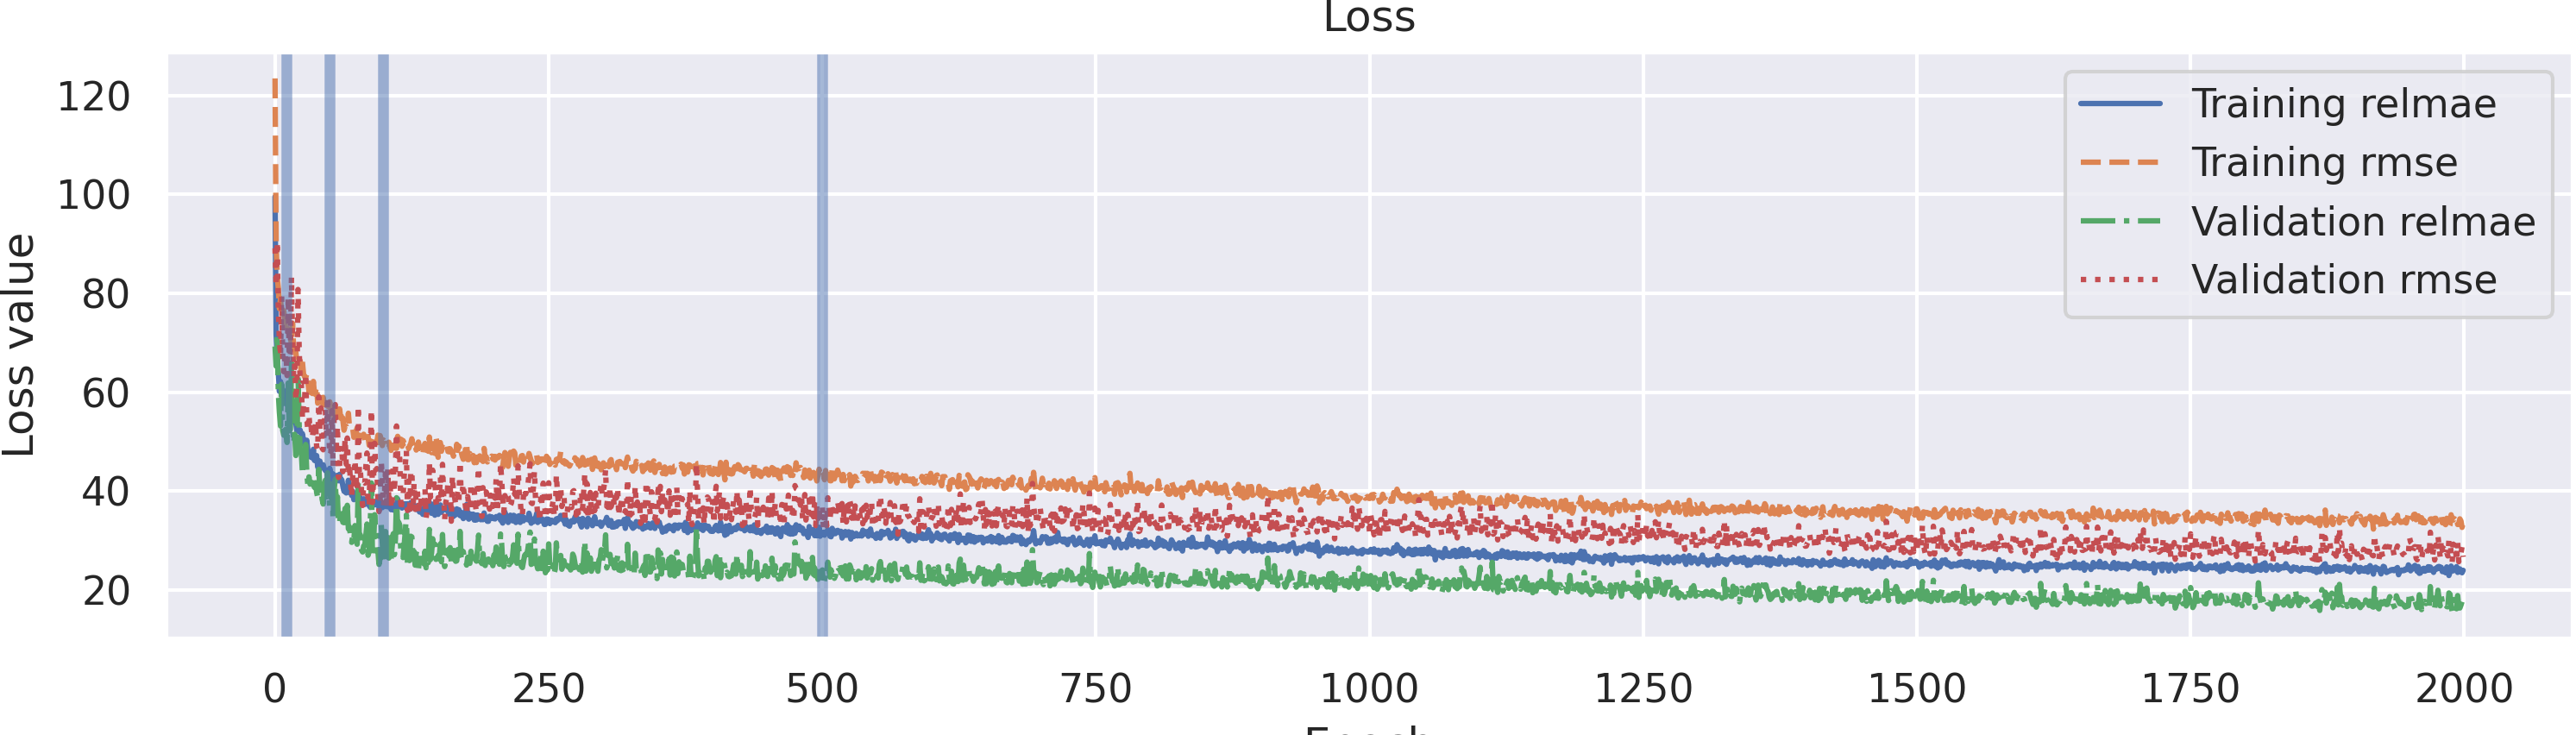 Loss
120
100
80
60
40
20
Loss value
Training relmae
Training rmse
Validation relmae
Validation rmse
0 250 500 750 1000 1250 1500 1750 2000